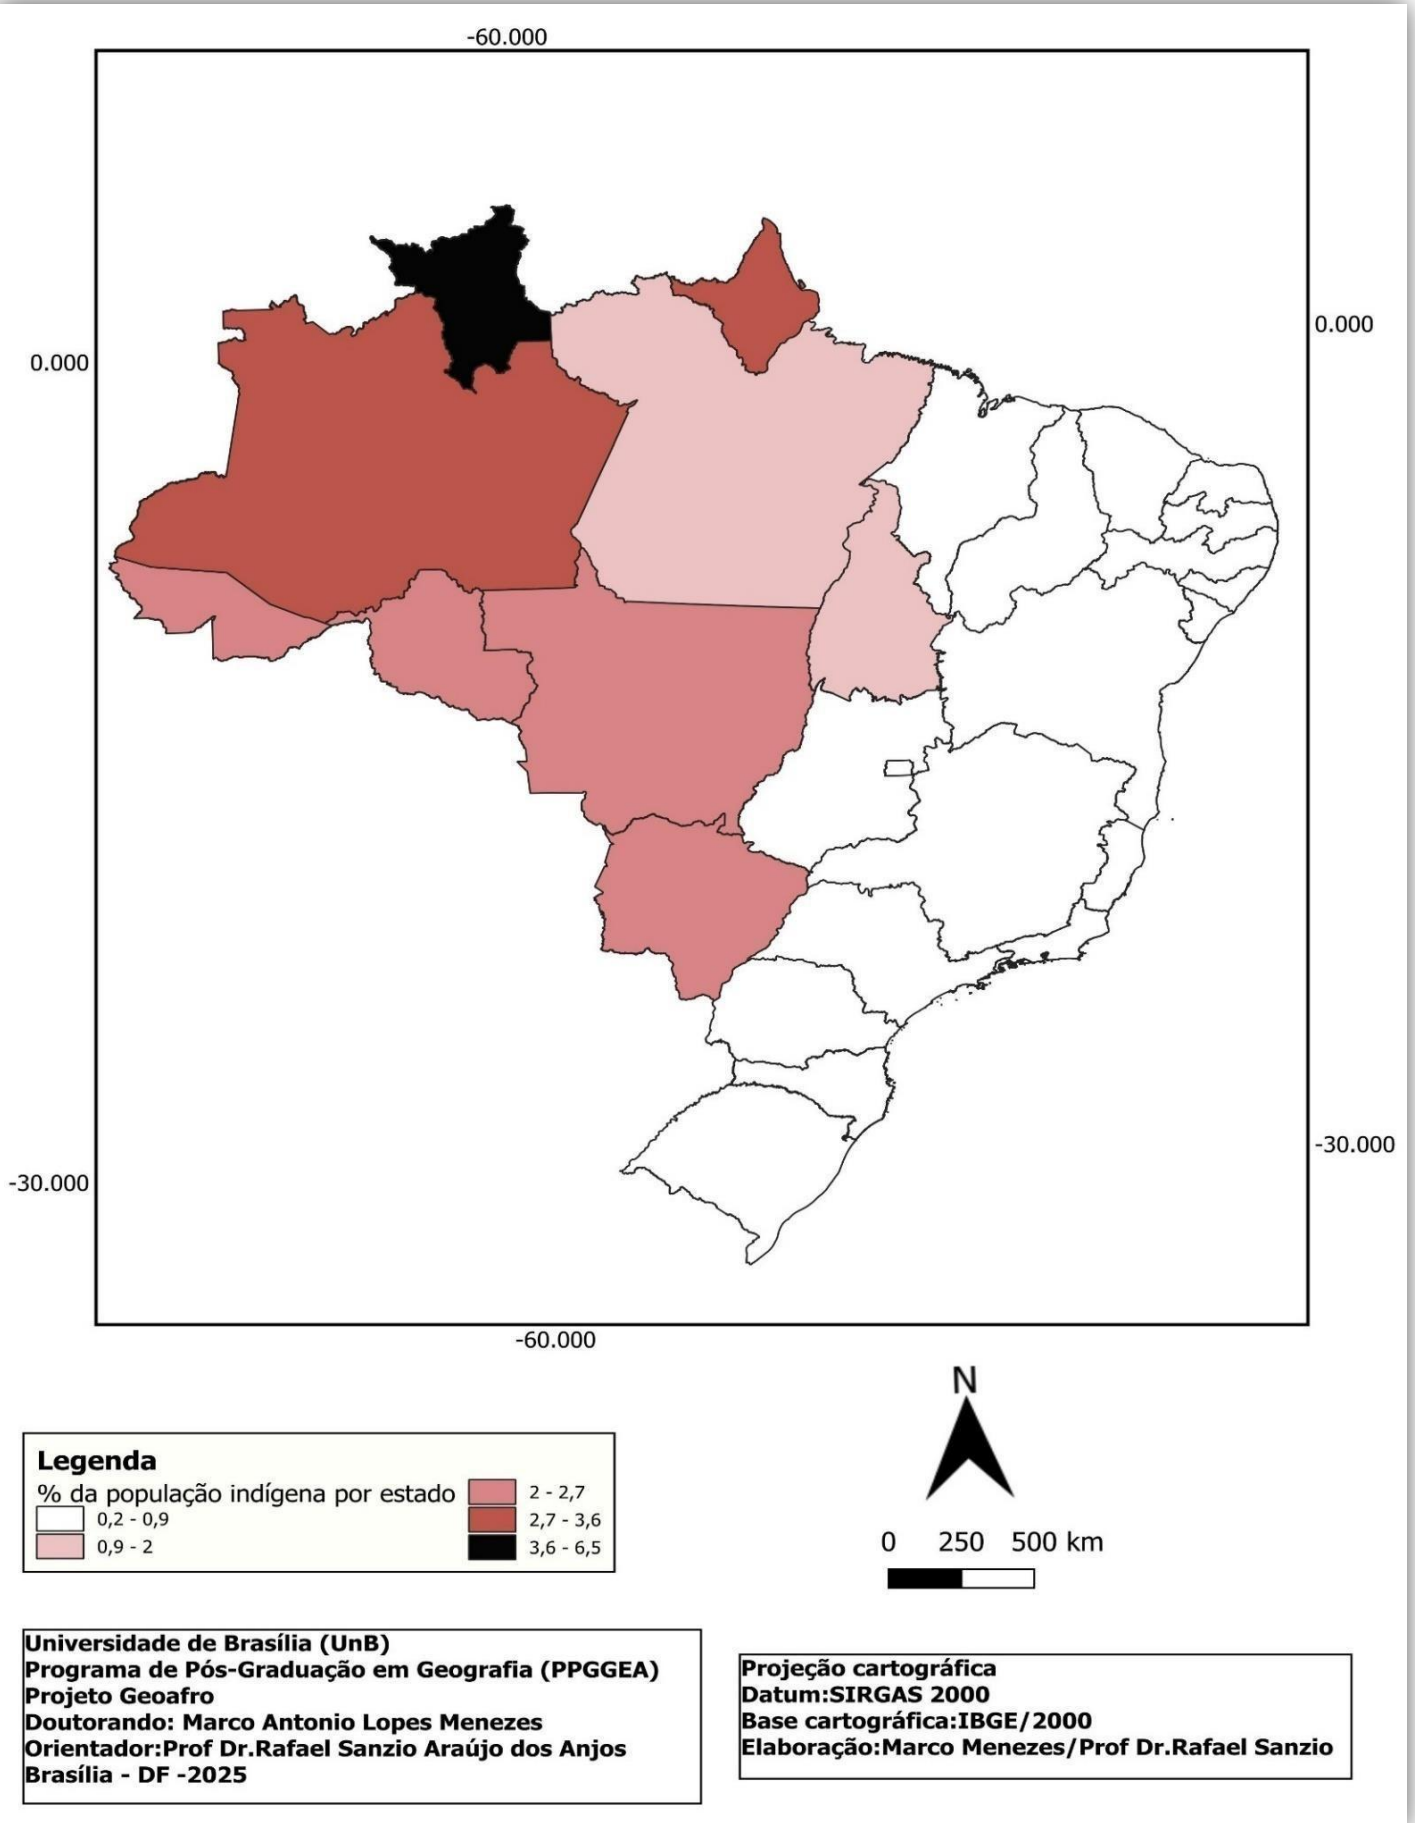 -60.000
0.000
0.000
-30.000
-30.000
-60.000
N
0 250 500 km
Legenda
% da população indígena por estado
0,2 - 0,9
0,9 - 2
2 - 2,7
2,7 - 3,6
3,6 - 6,5
Universidade de Brasília (UnB)
Programa de Pós-Graduação em Geografia (PPGGEA)
Projeto Geoafro
Doutorando: Marco Antonio Lopes Menezes
Orientador:Prof Dr.Rafael Sanzio Araújo dos Anjos
Brasília - DF -2025
Projeção cartográfica
Datum:SIRGAS 2000
Base cartográfica:IBGE/2000
Elaboração:Marco Menezes/Prof Dr.Rafael Sanzio